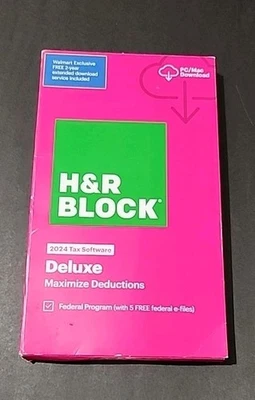 Walmart Exclusive
FREE 2-year
extended download
service included
PC/Mac
Download
H&R
BLOCK®
2024 Tax Software
Deluxe
Maximize Deductions
Federal Program (with 5 FREE federal e-files)